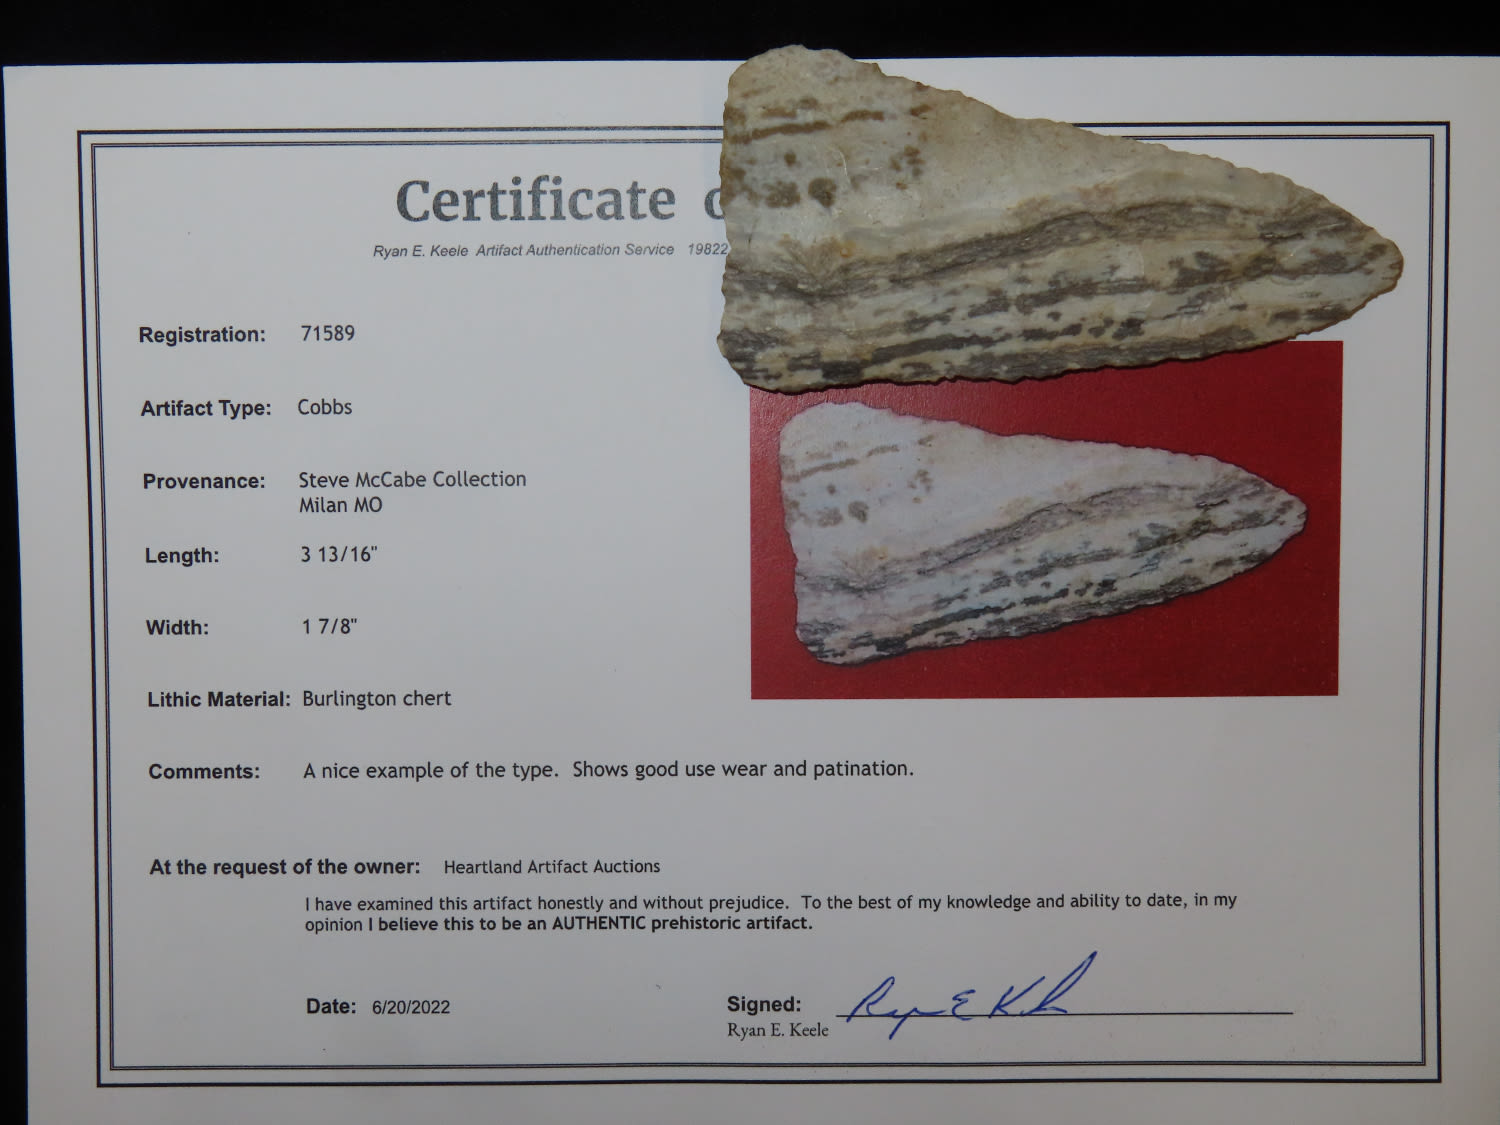 Certificate
Ryan E. Keele Artifact Authentication Service 19822
Registration: 71589
Artifact Type: Cobbs
Provenance: Steve McCabe Collection
Milan MO
Length: 3 13/16"
Width: 1 7/8"
Lithic Material: Burlington chert
Comments: A nice example of the type. Shows good use wear and patination.
At the request of the owner: Heartland Artifact Auctions
I have examined this artifact honestly and without prejudice. To the best of my knowledge and ability to date, in my
opinion I believe this to be an AUTHENTIC prehistoric artifact.
Date: 6/20/2022
Signed: Ryan E K
Ryan E. Keele